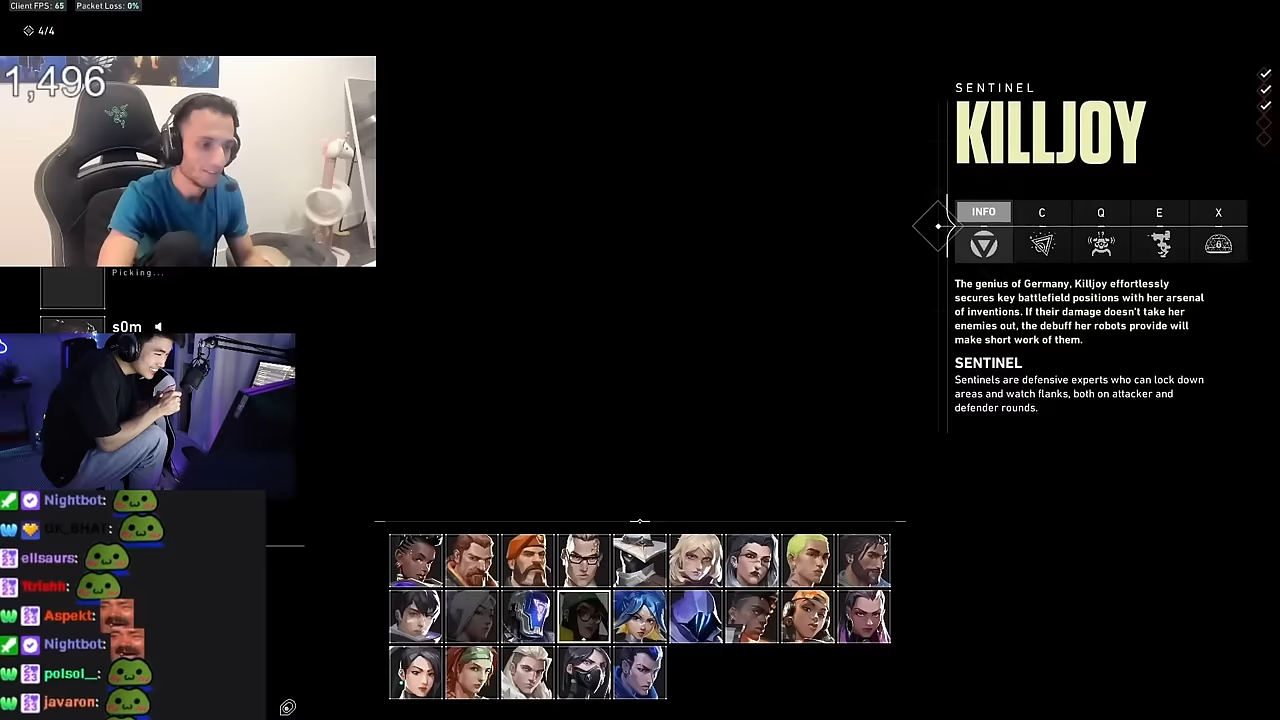 Client FPS: 65 Packet Loss: 0%
4/4
1,496
SENTINEL
KILLJOY
INFO C Q E X
The genius of Germany, Killjoy effortlessly
secures key battlefield positions with her arsenal
of inventions. If their damage doesn't take her
enemies out, the debuff her robots provide will
make short work of them.
SENTINEL
Sentinels are defensive experts who can lock down
areas and watch flanks, both on attacker and
defender rounds.
Picking...
s0m
Nightbot:
GK_BHAT:
ellsaurs:
1trishh:
Aspekt:
Nightbot:
polsol__:
javaron: